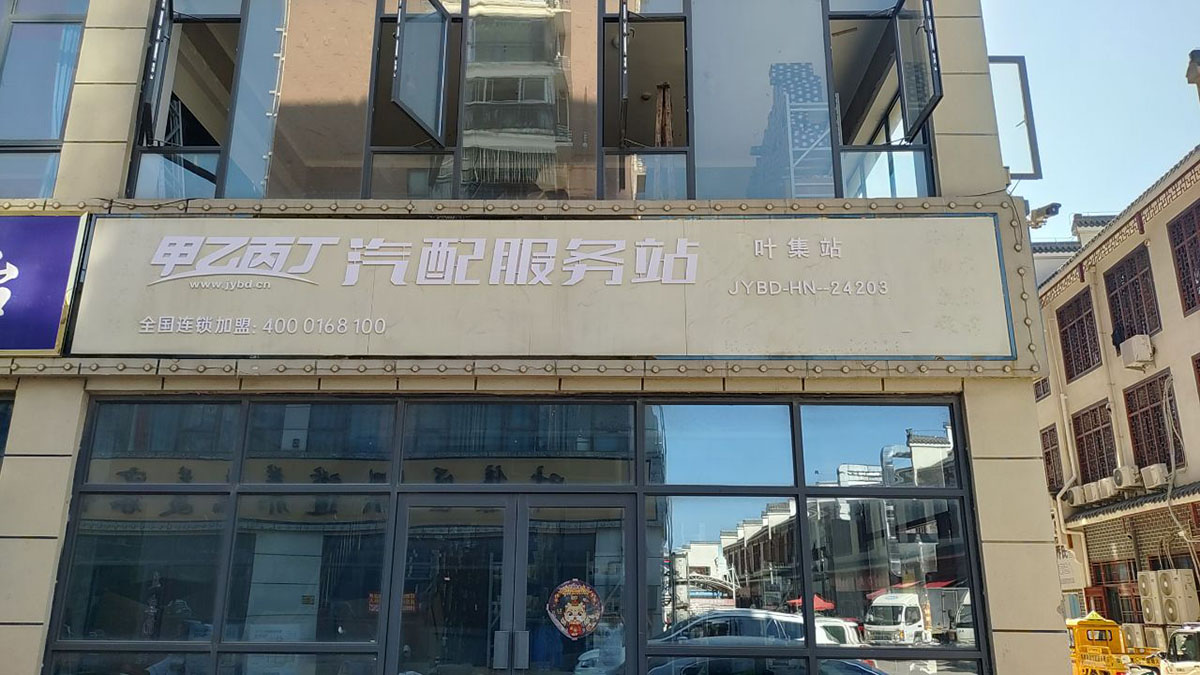 甲乙丙丁 汽配服务站 叶集站
www.jybd.cn JYBD-HN--24203
全国连锁加盟: 400 0168 100